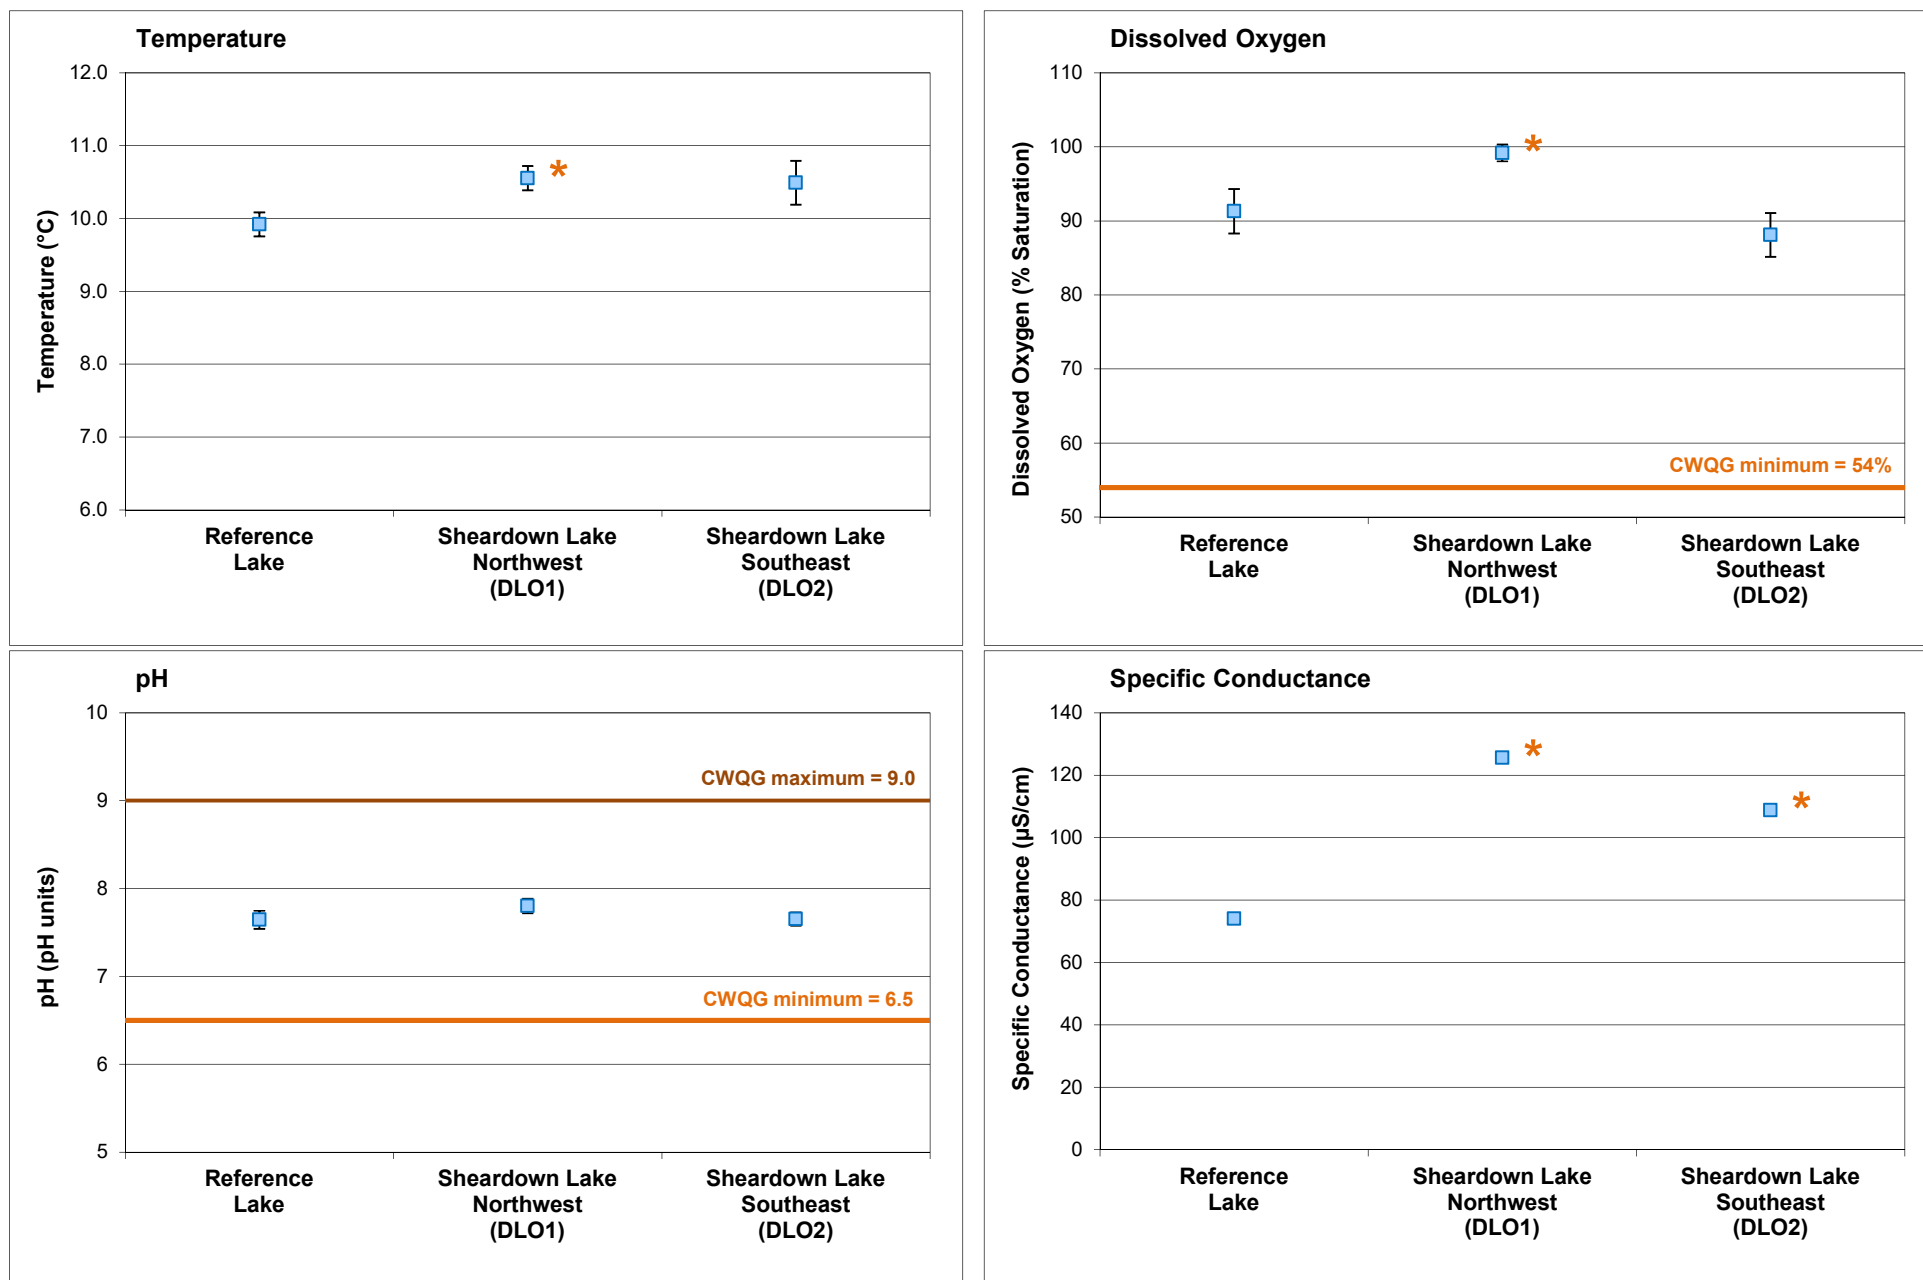 Temperature
12.0
11.0
10.0
9.0
8.0
7.0
6.0
Temperature (°C)
*
Reference
Lake
Sheardown Lake
Northwest
(DLO1)
Sheardown Lake
Southeast
(DLO2)
Dissolved Oxygen
110
100
90
80
70
60
50
Dissolved Oxygen (% Saturation)
*
CWQG minimum = 54%
Reference
Lake
Sheardown Lake
Northwest
(DLO1)
Sheardown Lake
Southeast
(DLO2)
pH
10
9
8
7
6
5
pH (pH units)
CWQG maximum = 9.0
CWQG minimum = 6.5
Reference
Lake
Sheardown Lake
Northwest
(DLO1)
Sheardown Lake
Southeast
(DLO2)
Specific Conductance
140
120
100
80
60
40
20
0
Specific Conductance (µS/cm)
*
*
Reference
Lake
Sheardown Lake
Northwest
(DLO1)
Sheardown Lake
Southeast
(DLO2)